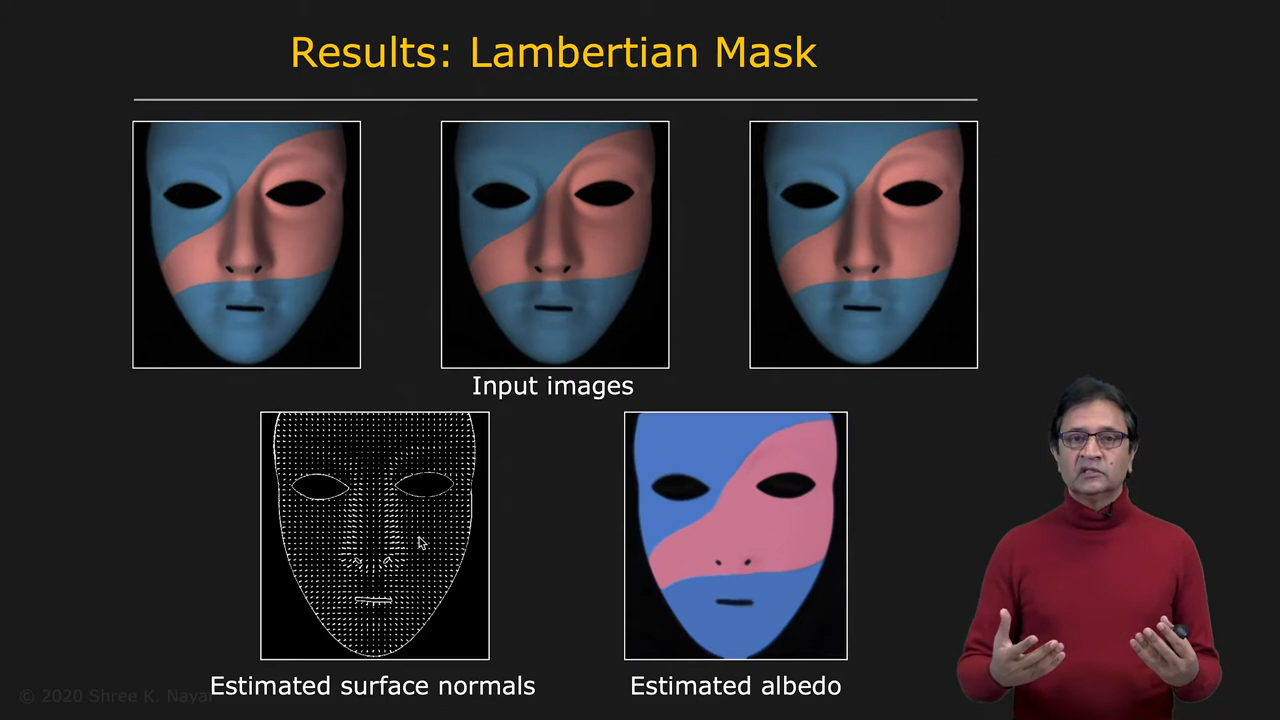 Results: Lambertian Mask
Input images
Estimated surface normals
Estimated albedo
© 2020 Shree K. Nayar